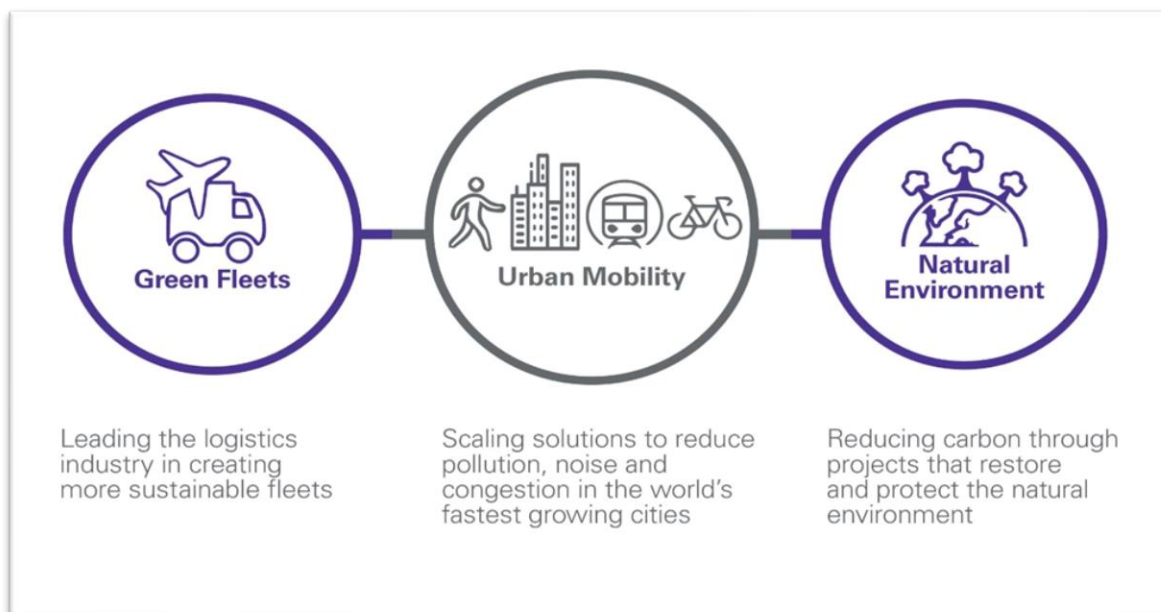 Green Fleets
Urban Mobility
Natural
Environment
Leading the logistics
industry in creating
more sustainable fleets
Scaling solutions to reduce
pollution, noise and
congestion in the world’s
fastest growing cities
Reducing carbon through
projects that restore
and protect the natural
environment